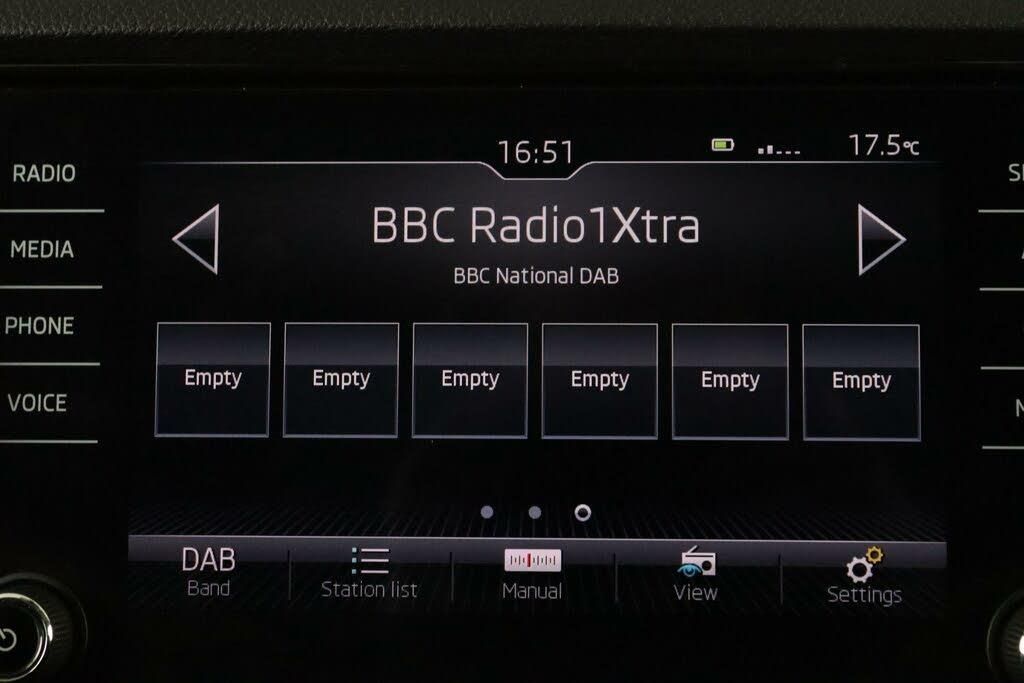 16:51
17.5°C
RADIO
BBC Radio1Xtra
MEDIA
BBC National DAB
PHONE
Empty Empty Empty Empty Empty Empty
VOICE
DAB
Band
Station list
Manual
View
Settings